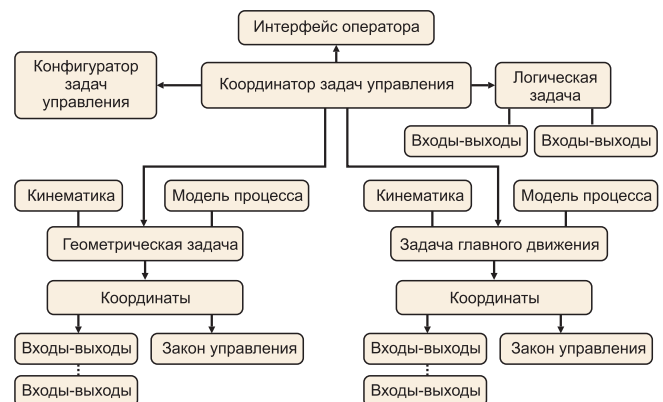 Интерфейс оператора
Конфигуратор
задач
управления
Координатор задач управления
Логическая
задача
Входы-выходы
Входы-выходы
Кинематика
Модель процесса
Кинематика
Модель процесса
Геометрическая задача
Задача главного движения
Координаты
Координаты
Входы-выходы
Закон управления
Входы-выходы
Закон управления
Входы-выходы
Входы-выходы